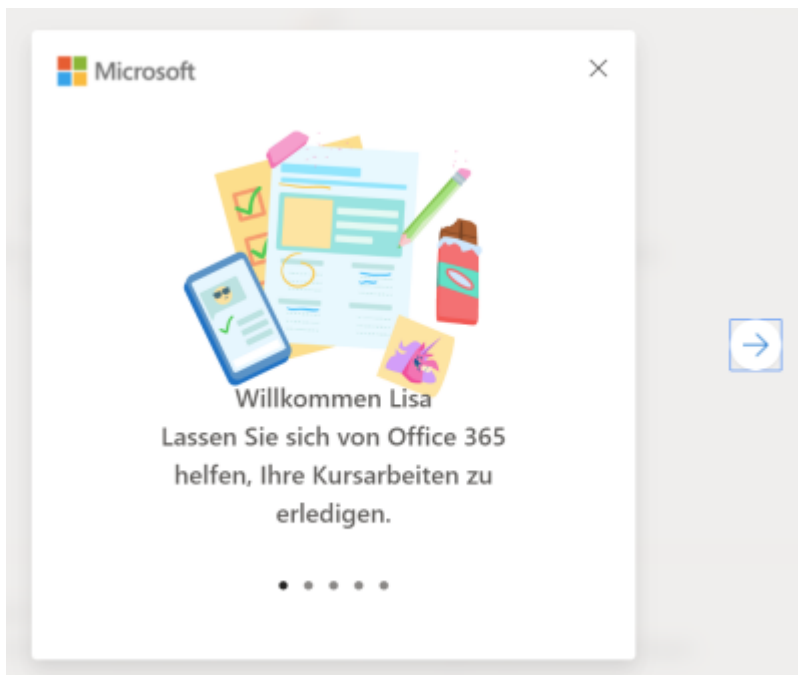 Microsoft
Willkommen Lisa
Lassen Sie sich von Office 365
helfen, Ihre Kursarbeiten zu
erledigen.